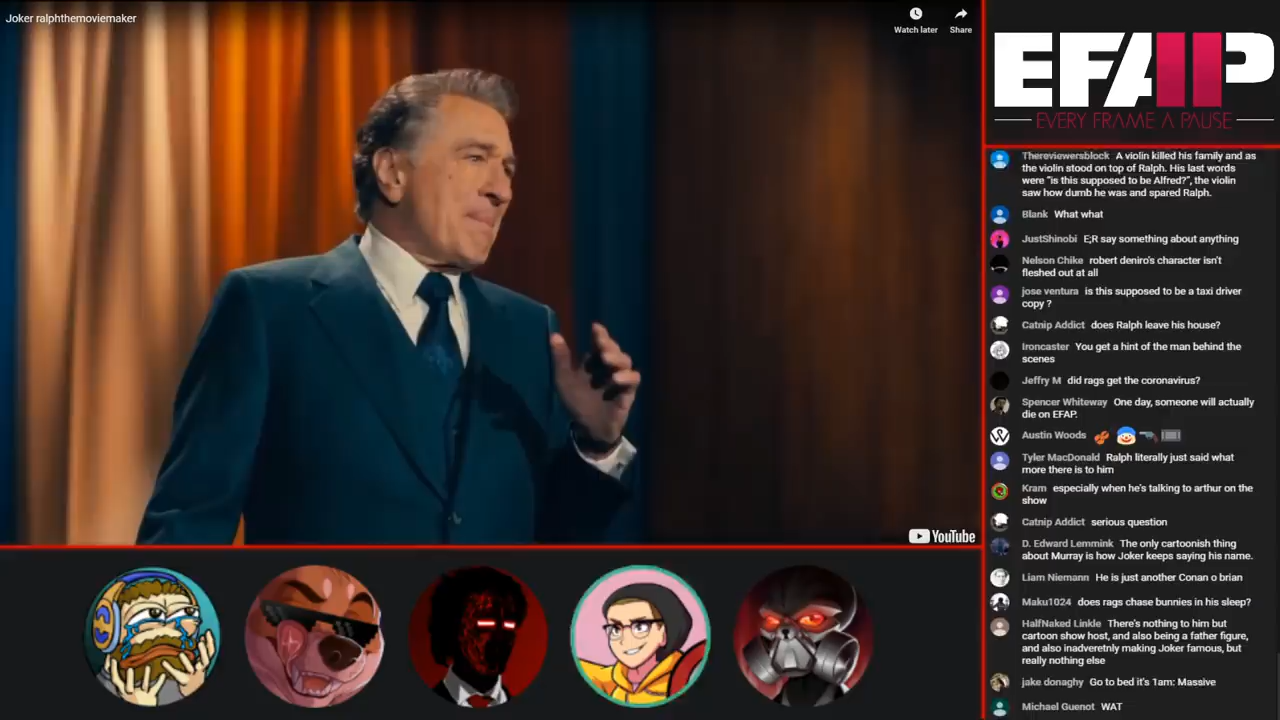 Joker ralphthemoviemaker
Watch later
Share
YouTube
EFAP
EVERY FRAME A PAUSE
Thereviewersblock A violin killed his family and as
the violin stood on top of Ralph. His last words
were "is this supposed to be Alfred?", the violin
saw how dumb he was and spared Ralph.
Blank What what
JustShinobi E;R say something about anything
Nelson Chike robert deniro's character isn't
fleshed out at all
jose ventura is this supposed to be a taxi driver
copy ?
Catnip Addict does Ralph leave his house?
Ironcaster You get a hint of the man behind the
scenes
Jeffry M did rags get the coronavirus?
Spencer Whiteway One day, someone will actually
die on EFAP.
Austin Woods
Tyler MacDonald Ralph literally just said what
more there is to him
Kram especially when he's talking to arthur on the
show
Catnip Addict serious question
D. Edward Lemmink The only cartoonish thing
about Murray is how Joker keeps saying his name.
Liam Niemann He is just another Conan o brian
Maku1024 does rags chase bunnies in his sleep?
HalfNaked Linkle There's nothing to him but
cartoon show host, and also being a father figure,
and also inadveretnly making Joker famous, but
really nothing else
jake donaghy Go to bed it's 1am: Massive
Michael Guenot WAT